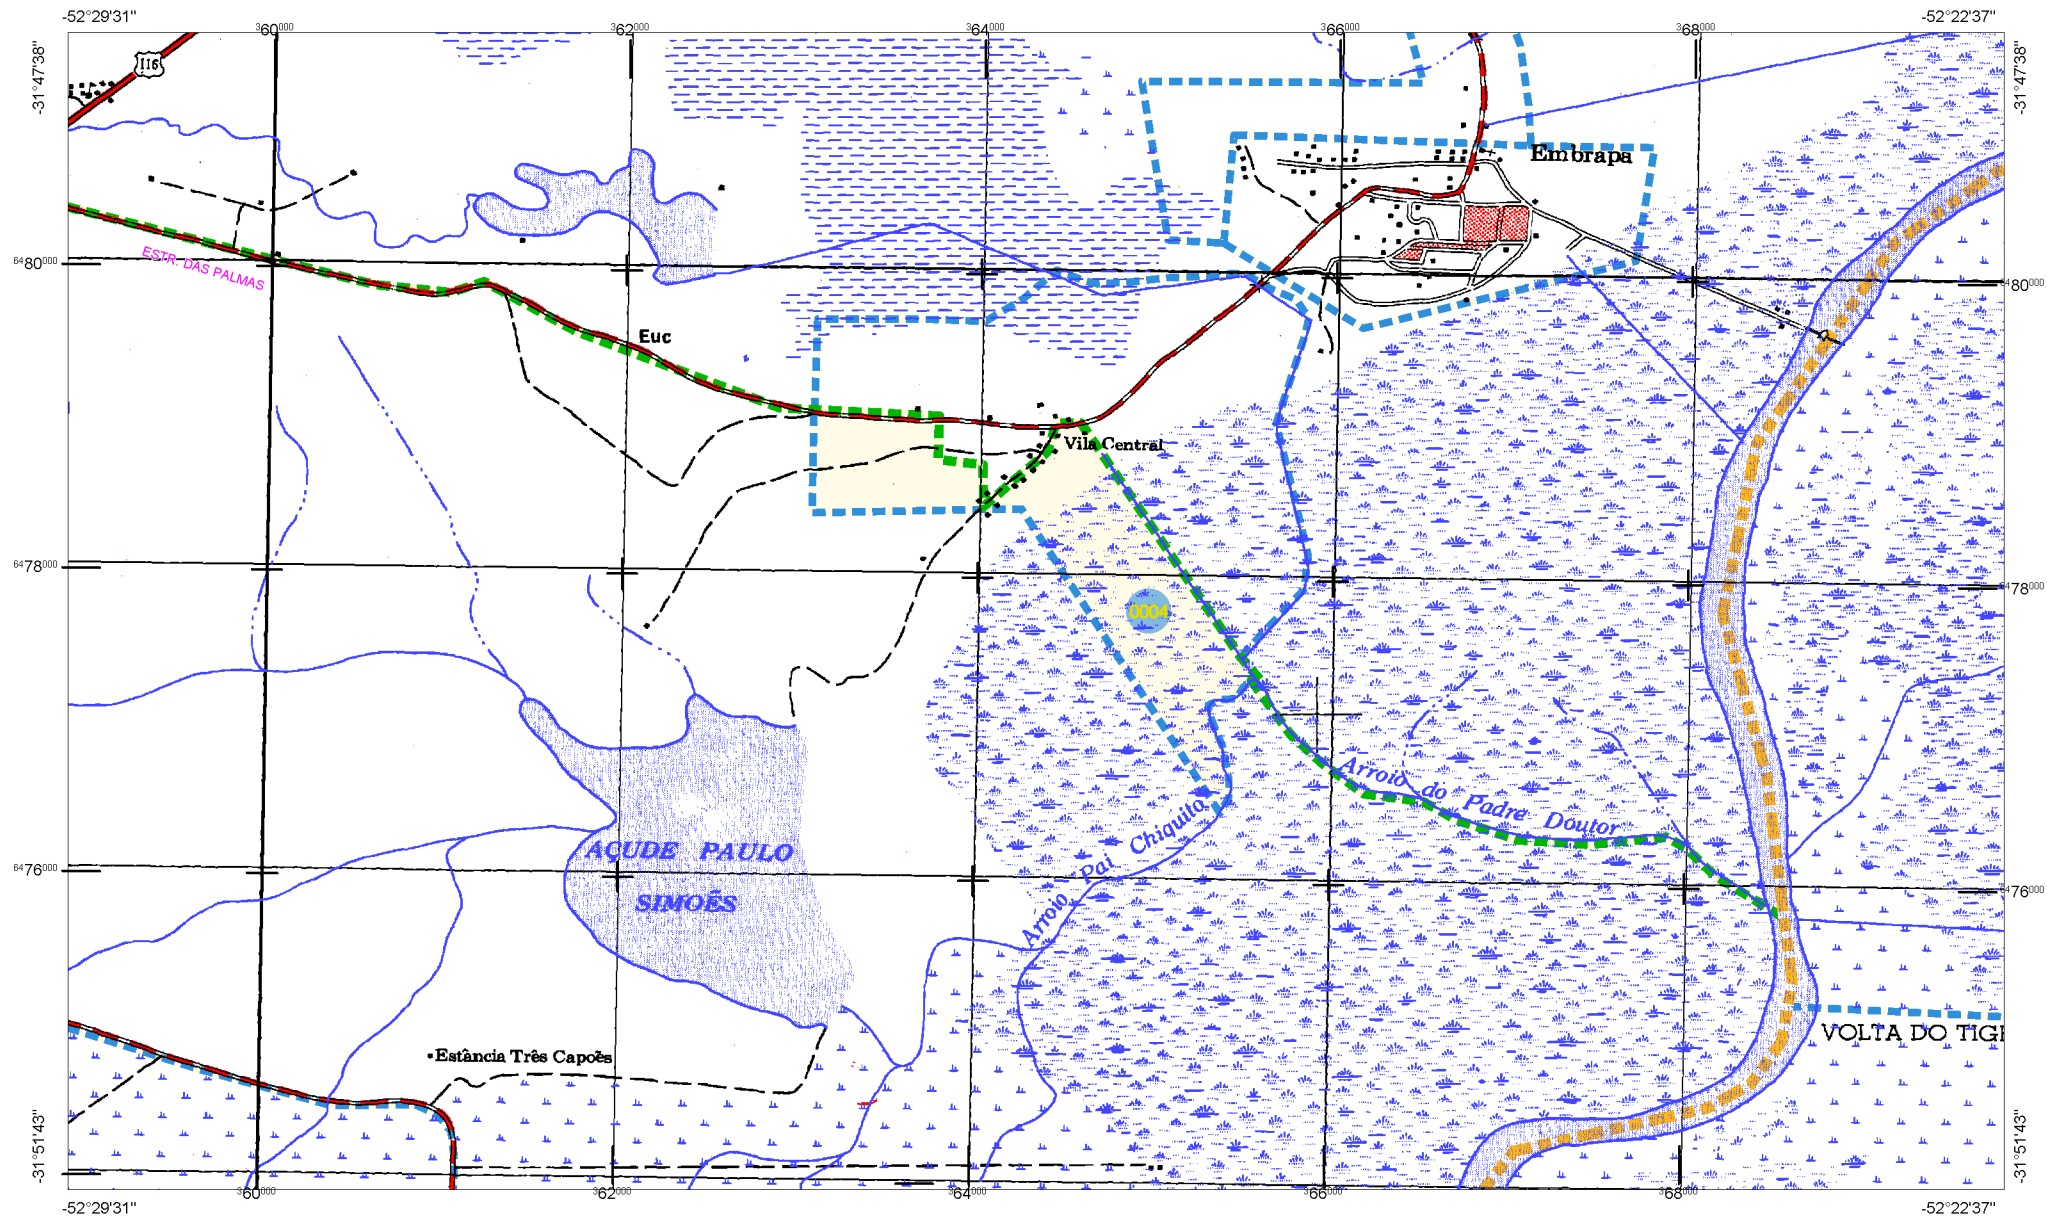 -52°29'31"
-52°22'37"
360000
362000
364000
366000
368000
-31°47'38"
-31°47'38"
116
Embrapa
6480000
6480000
ESTR. DAS PALMAS
Euc
Vila Central
6478000
6478000
0004
Arroio do Padre Doutor
Arroio Pai Chiquito
AÇUDE PAULO
SIMOÊS
6476000
6476000
VOLTA DO TIG
Estância Três Capoès
-31°51'43"
-31°51'43"
360000
362000
364000
366000
368000
-52°29'31"
-52°22'37"